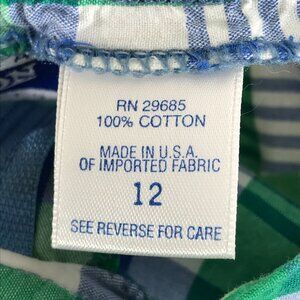 RN 29685
100% COTTON
MADE IN U.S.A.
OF IMPORTED FABRIC
12
SEE REVERSE FOR CARE